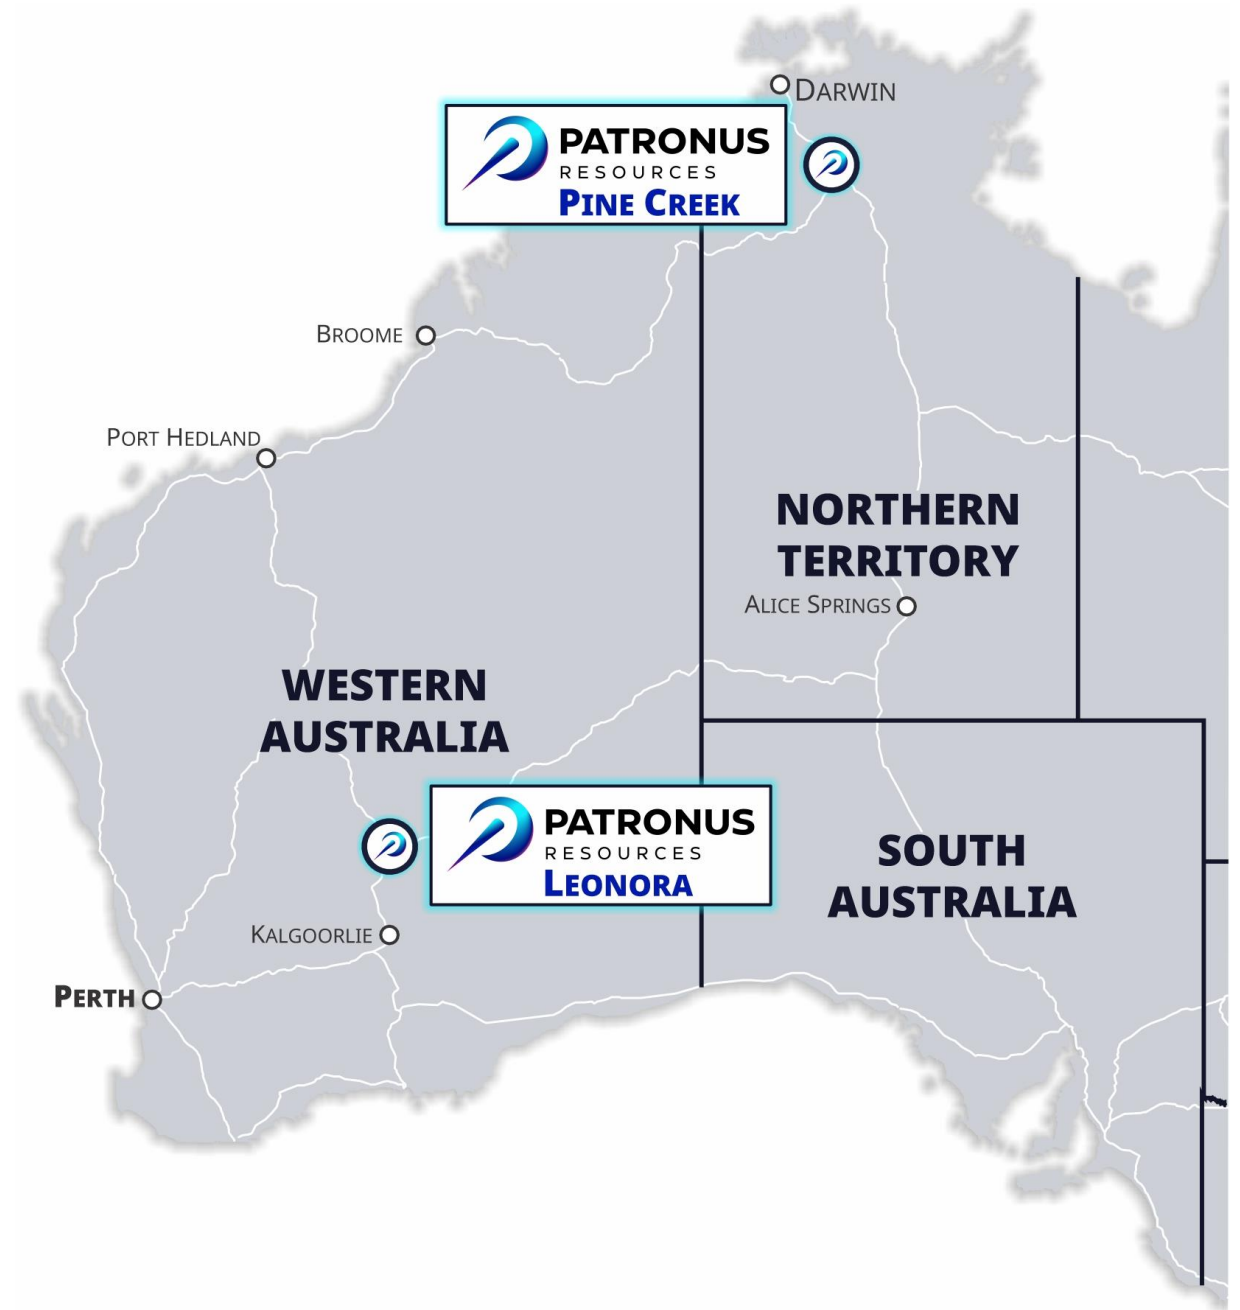 DARWIN
PATRONUS
RESOURCES
PINE CREEK
BROOME
PORT HEDLAND
NORTHERN
TERRITORY
ALICE SPRINGS
WESTERN
AUSTRALIA
PATRONUS
RESOURCES
LEONORA
SOUTH
AUSTRALIA
KALGOORLIE
PERTH